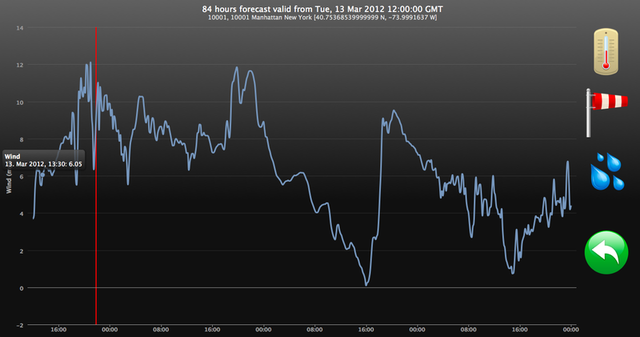 84 hours forecast valid from Tue, 13 Mar 2012 12:00:00 GMT
10001, 10001 Manhattan New York [40.75368539999999 N, -73.9991637 W]
14
12
10
8
6
4
2
0
-2
Wind
13. Mar 2012, 13:30: 6.05
Wind (m
16:00 00:00 08:00 16:00 00:00 08:00 16:00 00:00 08:00 16:00 00:00